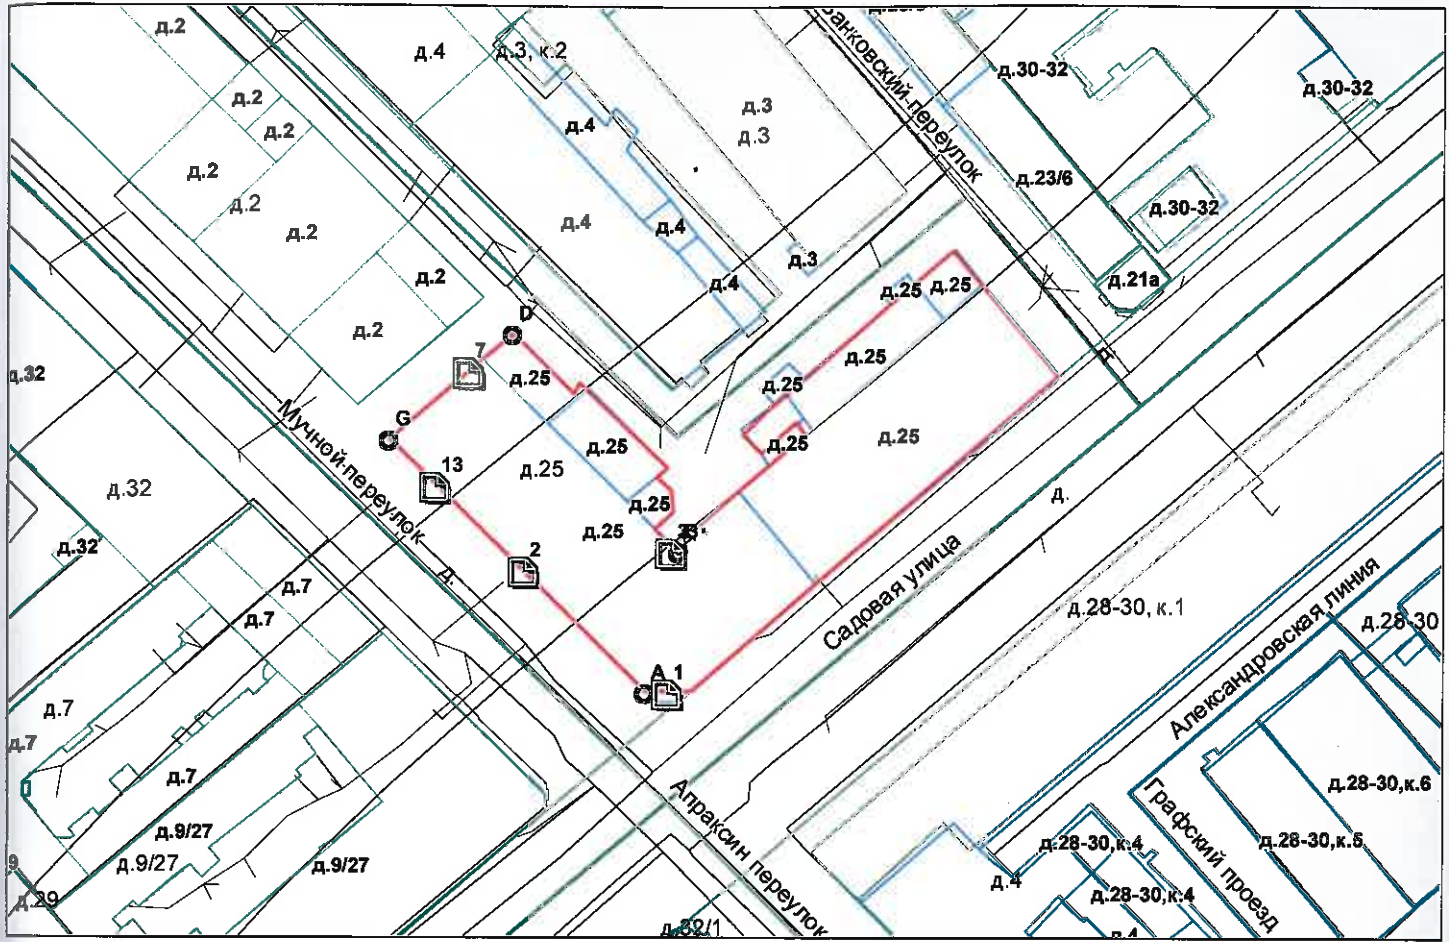 д.2
д.4
д.3, к.2
Банковский переулок
д.30-32
д.30-32
д.2
д.2
д.4
д.3
д.3
д.2
д.2
д.2
д.4
д.4
д.23/6
д.30-32
д.2
д.4
д.3
д.21а
д.25
д.25
D
д.2
7
д.25
д.25
д.25
д.32
G
Мучной переулок
13
д.25
д.25
д.25
д.25
д.32
д.25
д.25
д.
д.32
2
д.
Садовая улица
д.7
д.7
д.28-30, к.1
д.28-30
Александровская линия
A
1
д.7
д.7
д.7
Апраксин переулок
Графский проезд
д.28-30,к.6
д.9/27
д.9/27
д.9/27
д.28-30,к.4
д.28-30,к.5
д.4
д.28-30,к.4
д.29
д.32/1
д.4